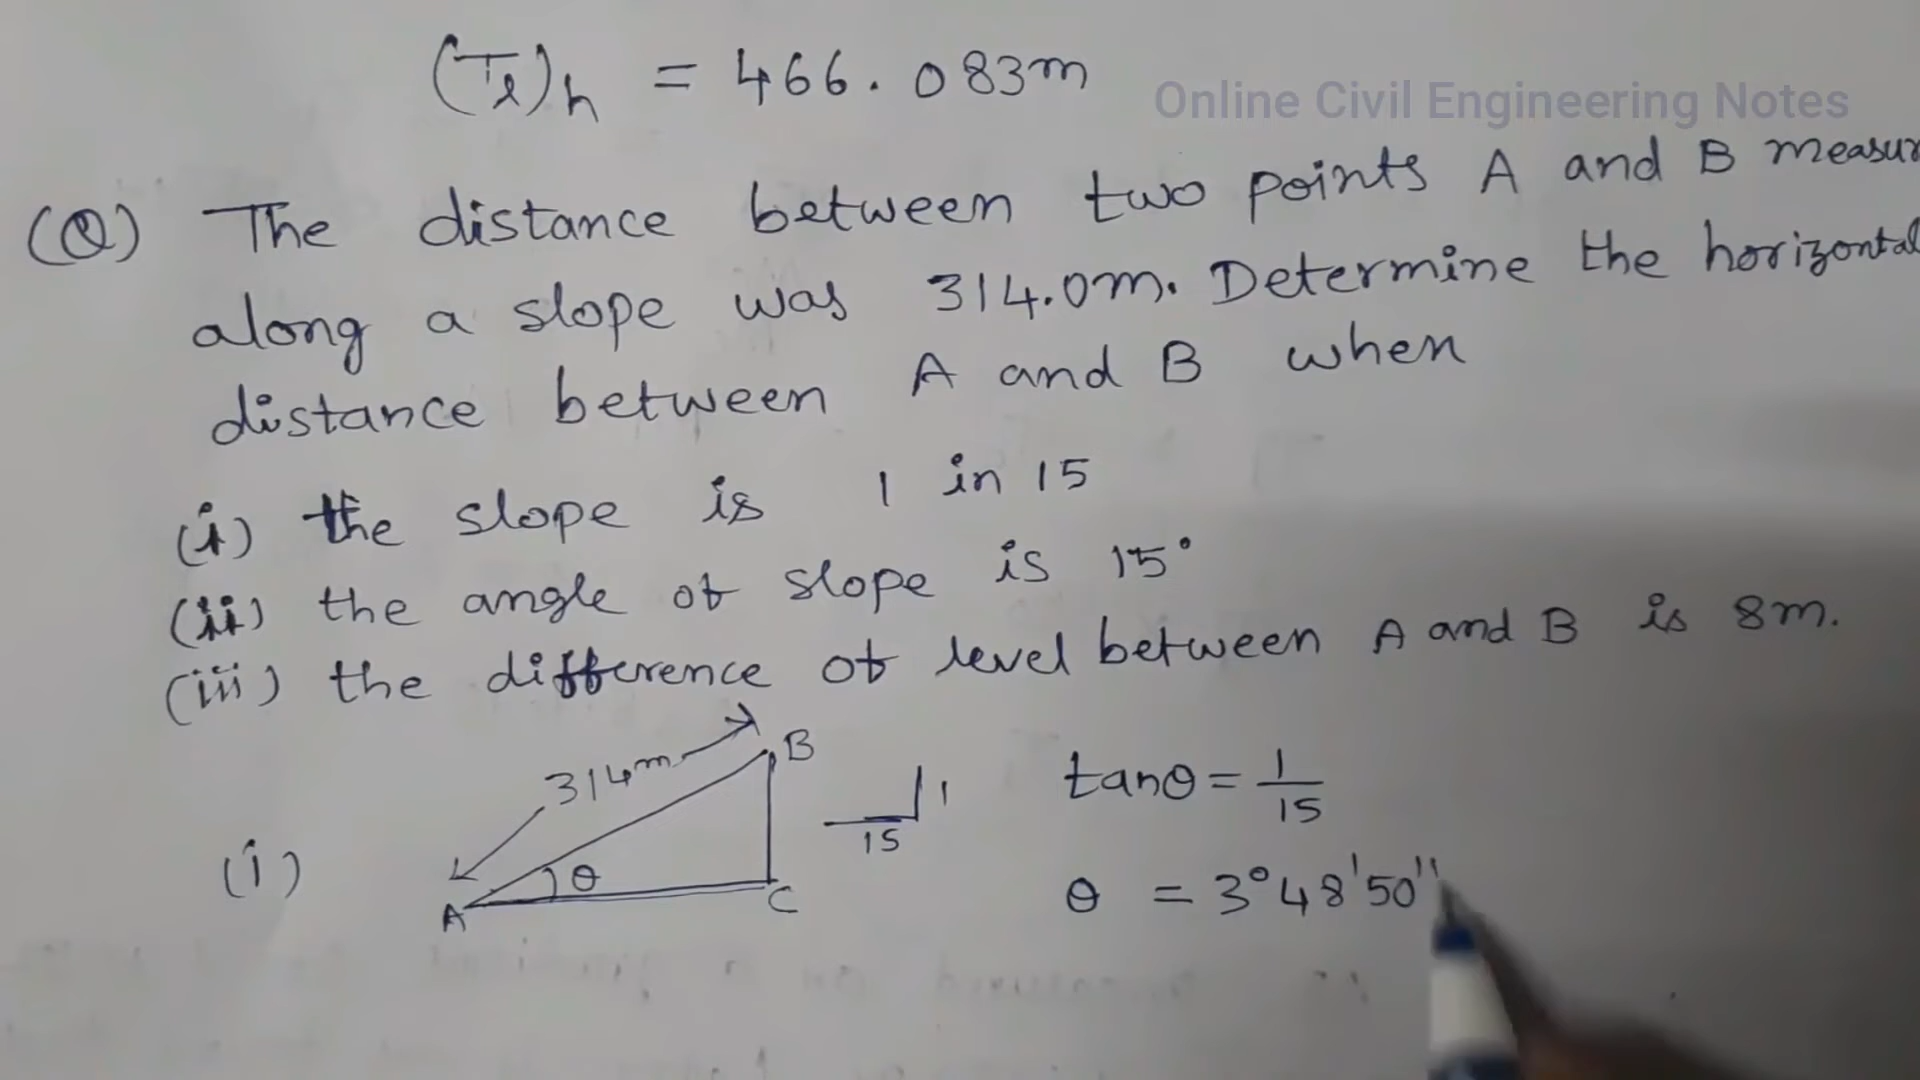 (Tl)h = 466.083m
Online Civil Engineering Notes
(Q) The distance between two points A and B measur
along a slope was 314.0m. Determine the horizontal
distance between A and B when
(i) the slope is 1 in 15
(ii) the angle of slope is 15°
(iii) the difference of level between A and B is 8m.
(i) 314m B A θ C
1
15
tanθ = 1/15
θ = 3°48'50"